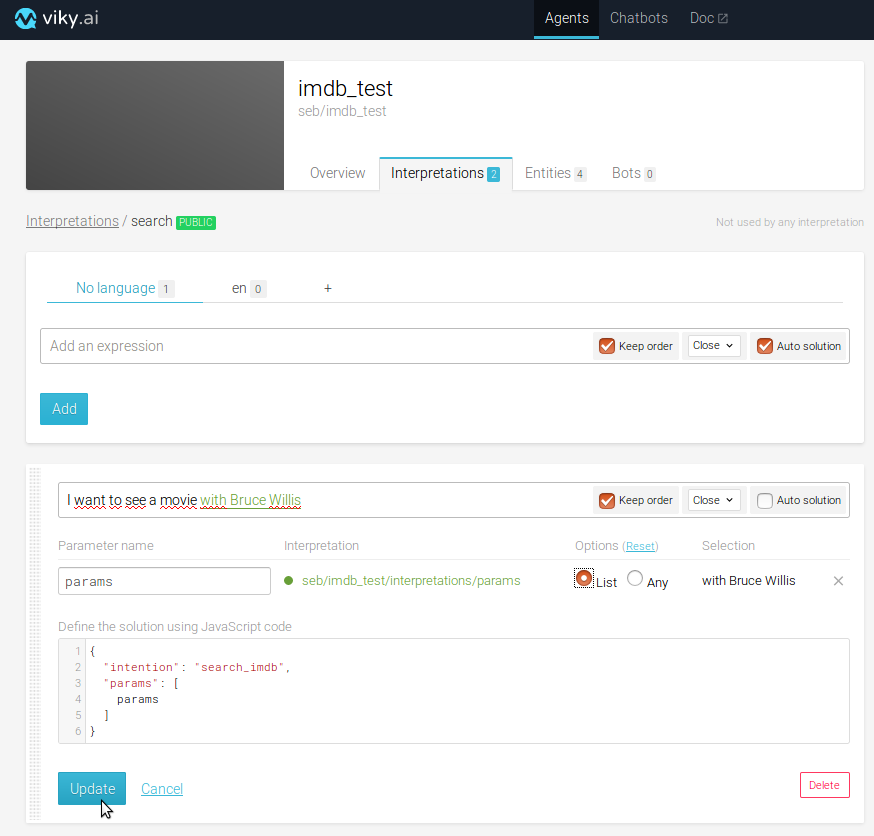 viky.ai Agents Chatbots Doc
imdb_test
seb/imdb_test
Overview Interpretations 2 Entities 4 Bots 0
Interpretations / search PUBLIC Not used by any interpretation
No language 1 en 0 +
Add an expression Keep order Close Auto solution
Add
I want to see a movie with Bruce Willis Keep order Close Auto solution
Parameter name Interpretation Options (Reset) Selection
params seb/imdb_test/interpretations/params List Any with Bruce Willis ×
Define the solution using JavaScript code
1 {
2 "intention": "search_imdb",
3 "params": [
4 params
5 ]
6 }
Update Cancel Delete